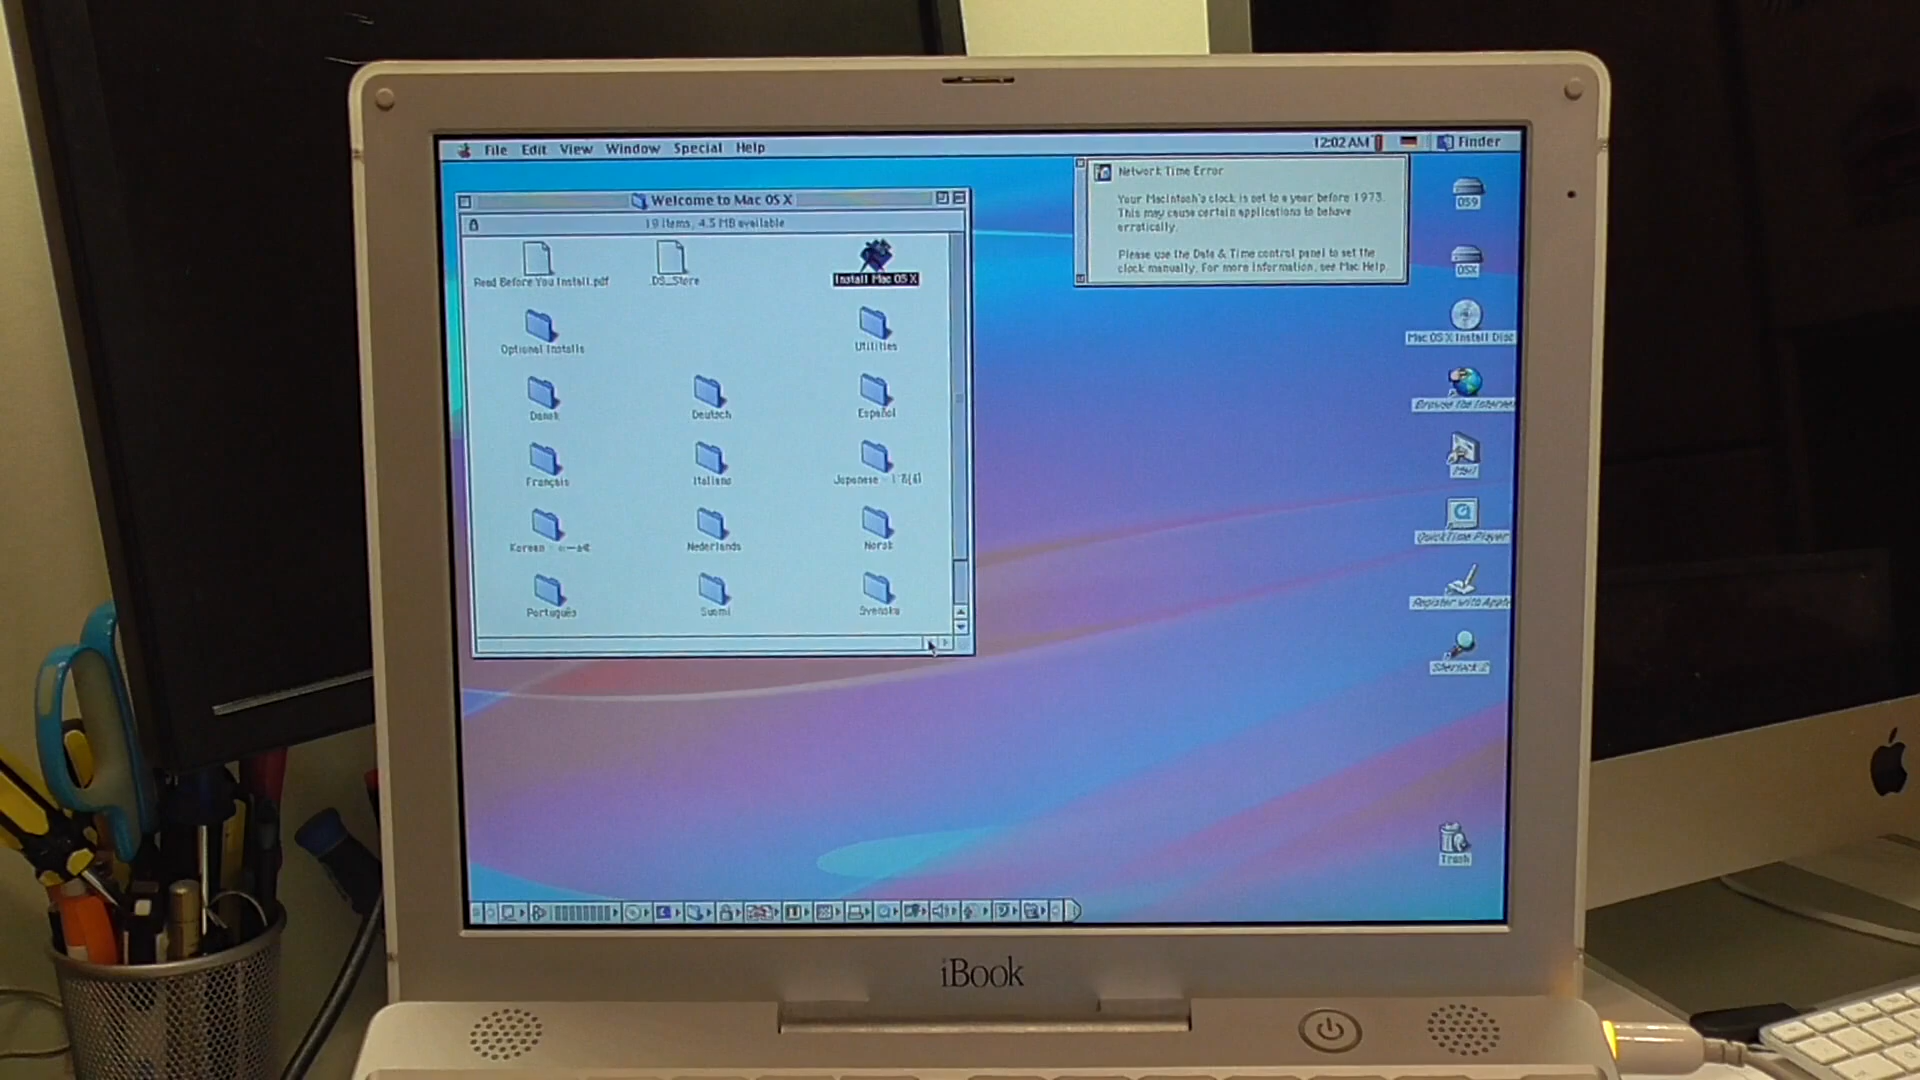 File Edit View Window Special Help
12:02 AM Finder
Welcome to Mac OS X
19 items, 4.5 MB available
Read Before You Install.pdf
.DS_Store
Install Mac OS X
Optional Installs
Utilities
Dansk
Deutsch
Español
Français
Italiano
Japanese -
Korean -
Nederlands
Norsk
Português
Suomi
Svenska
Network Time Error
Your Macintosh's clock is set to a year before 1973.
This may cause certain applications to behave
erratically.
Please use the Date & Time control panel to set the
clock manually. For more information, see Mac Help.
OS9
OSX
Mac OS X Install Disc
Browse the Internet
Mail
QuickTime Player
Register with Apple
Sherlock 2
Trash
iBook